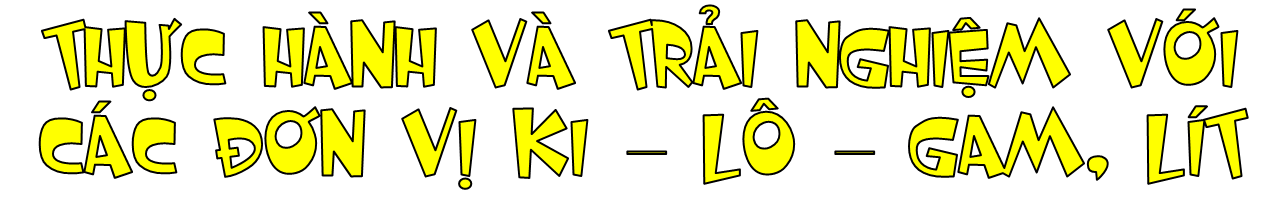 THỰC HÀNH VÀ TRẢI NGHIỆM VỚI
CÁC ĐƠN VỊ KI – LÔ – GAM, LÍT